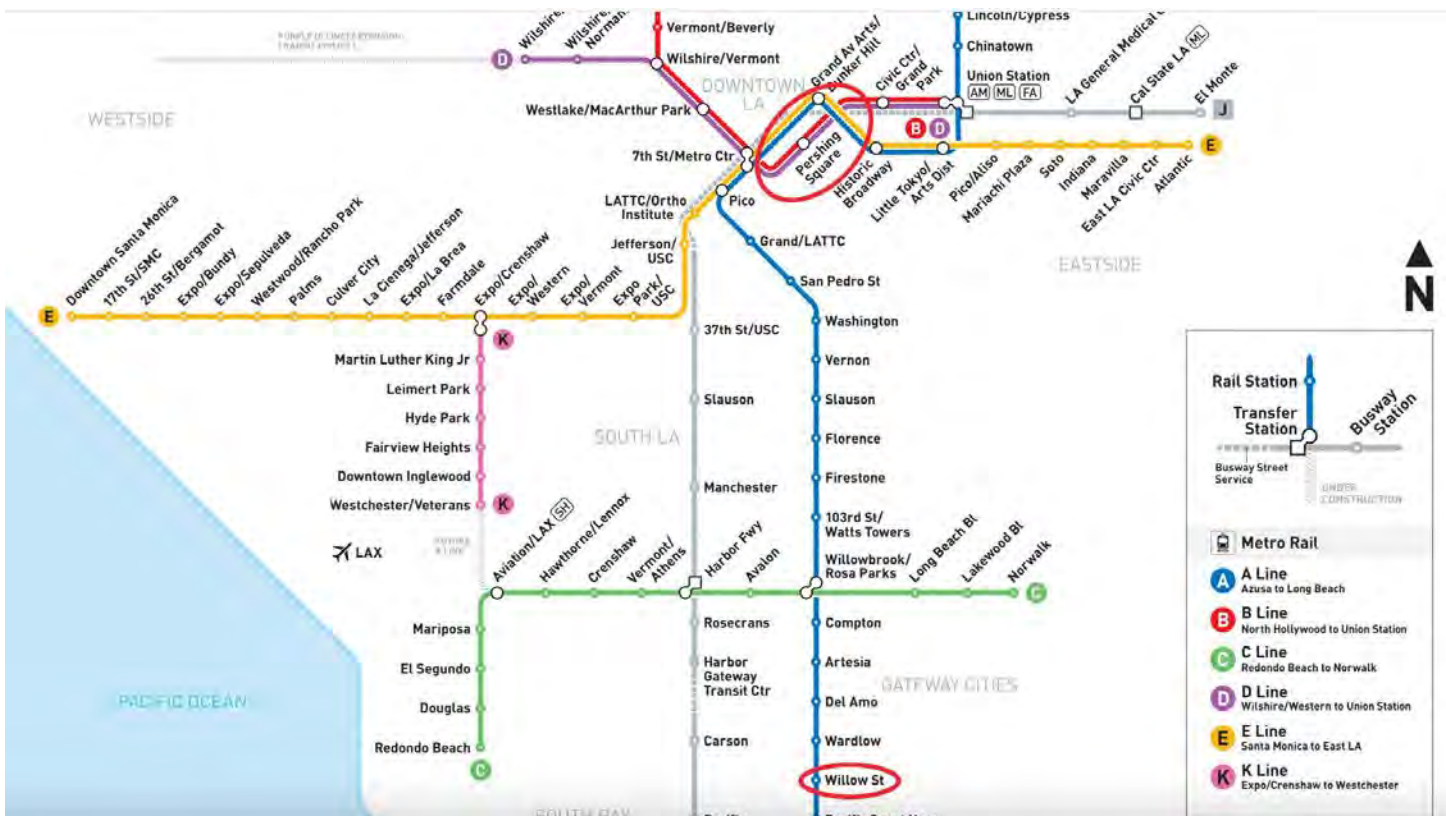 Vermont/Beverly
Wilshire/Vermont
D
DOWNTOWN
LA
Grand Av Arts/
Bunker Hill
Civic Ctr/
Grand
Park
Lincoln/Cypress
Chinatown
Union Station
AM ML FA
LA General Medical
Cal State LA ML
El Monte
J
WESTSIDE
Westlake/MacArthur Park
B D
7th St/Metro Ctr
Pershing
Square
Historic
Broadway
Little Tokyo/
Arts Dist
Pico/Aliso
Mariachi Plaza
Soto
Indiana
Maravilla
East LA Civic Ctr
Atlantic
E
LATTC/Ortho
Institute
Pico
Jefferson/
USC
Grand/LATTC
San Pedro St
EASTSIDE
N
E
Downtown Santa Monica
17th St/SMC
26th St/Bergamot
Expo/Bundy
Expo/Sepulveda
Westwood/Rancho Park
Palms
Culver City
La Cienega/Jefferson
Expo/La Brea
Farmdale
Expo/Crenshaw
Expo/
Western
Expo/
Vermont
Expo
Park/
USC
K
Martin Luther King Jr
Leimert Park
Hyde Park
Fairview Heights
Downtown Inglewood
Westchester/Veterans
K
LAX
37th St/USC
Slauson
SOUTH LA
Manchester
Washington
Vernon
Slauson
Florence
Firestone
103rd St/
Watts Towers
Willowbrook/
Rosa Parks
Aviation/LAX SH
Hawthorne/Lennox
Crenshaw
Vermont/
Athens
Harbor Fwy
Avalon
Long Beach Bl
Lakewood Bl
Norwalk
C
Mariposa
El Segundo
Douglas
Redondo Beach
C
PACIFIC OCEAN
Rosecrans
Harbor
Gateway
Transit Ctr
Carson
Compton
Artesia
Del Amo
Wardlow
Willow St
GATEWAY CITIES
SOUTH BAY
Rail Station
Transfer
Station
Busway
Station
Busway Street
Service
UNDER
CONSTRUCTION
Metro Rail
A
A Line
Azusa to Long Beach
B
B Line
North Hollywood to Union Station
C
C Line
Redondo Beach to Norwalk
D
D Line
Wilshire/Western to Union Station
E
E Line
Santa Monica to East LA
K
K Line
Expo/Crenshaw to Westchester